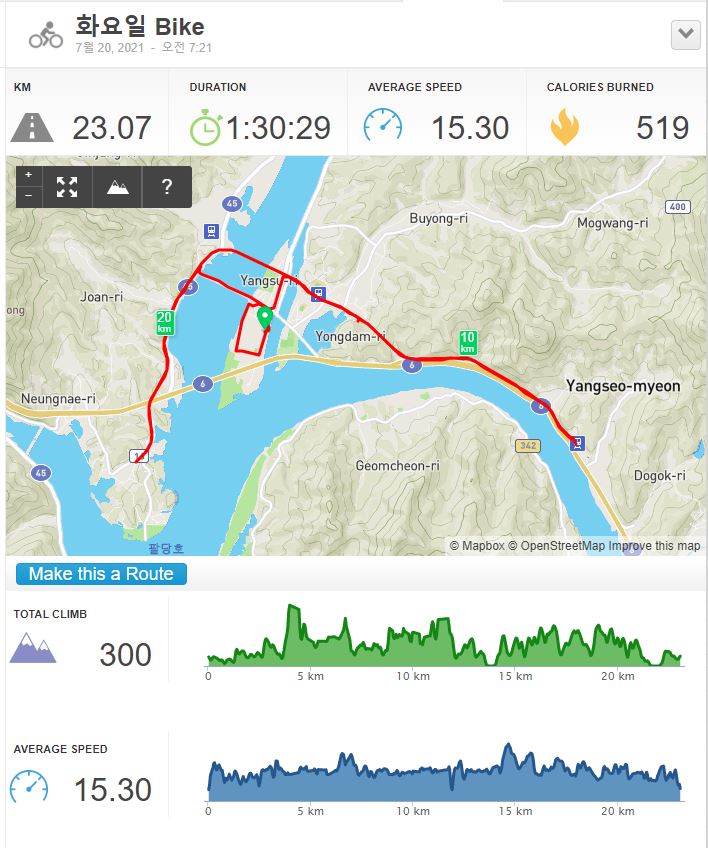 화요일 Bike
7월 20, 2021 - 오전 7:21
KM
DURATION
AVERAGE SPEED
CALORIES BURNED
23.07
1:30:29
15.30
519
+
−
?
45
400
Buyong-ri
Mogwang-ri
Yangsu-ri
Joan-ri
ong
20
km
Yongdam-ri
10
km
6
6
Yangseo-myeon
Neungnae-ri
6
342
45
Geomcheon-ri
Dogok-ri
팔당호
© Mapbox © OpenStreetMap Improve this map
Make this a Route
TOTAL CLIMB
300
0
5 km
10 km
15 km
20 km
AVERAGE SPEED
15.30
0
5 km
10 km
15 km
20 km